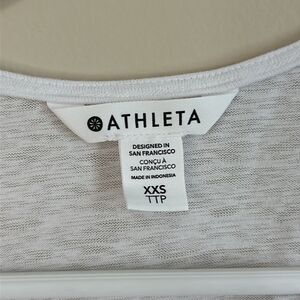 ATHLETA
DESIGNED IN
SAN FRANCISCO
CONÇU À
SAN FRANCISCO
MADE IN INDONESIA
XXS
TTP